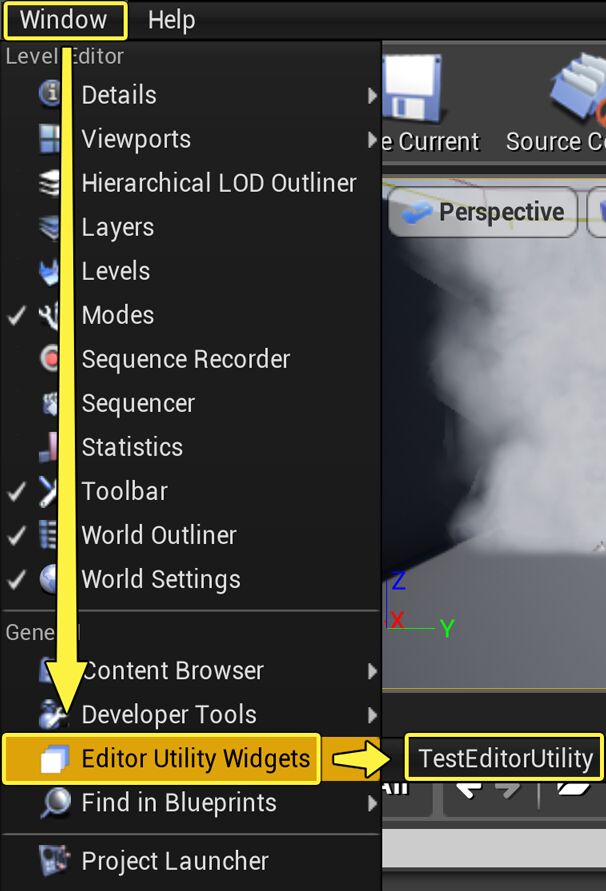 Window Help
Level Editor
Details
e Current Source Co
Viewports
Hierarchical LOD Outliner
Perspective
Layers
Levels
Modes
Sequence Recorder
Sequencer
Statistics
Toolbar
World Outliner
World Settings
Z
X
Y
General
Content Browser
Developer Tools
Editor Utility Widgets TestEditorUtility
All
Find in Blueprints
Project Launcher